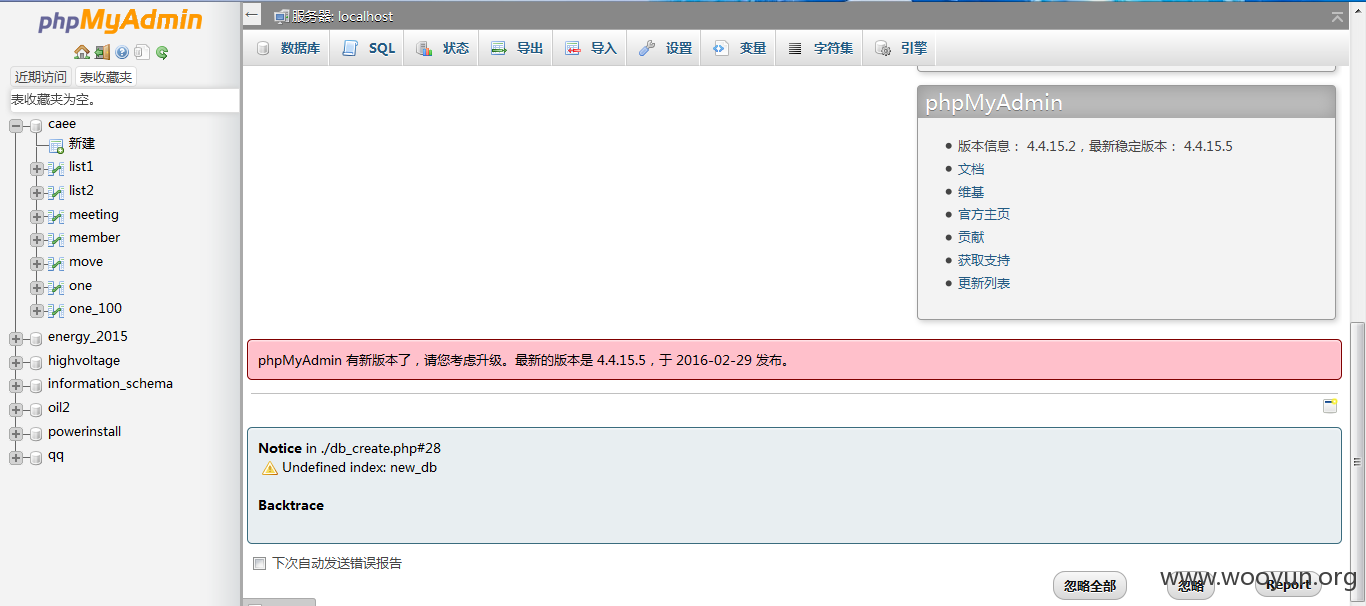 phpMyAdmin
近期访问 表收藏夹
表收藏夹为空。
caee
新建
list1
list2
meeting
member
move
one
one_100
energy_2015
highvoltage
information_schema
oil2
powerinstall
qq
服务器: localhost
数据库 SQL 状态 导出 导入 设置 变量 字符集 引擎
phpMyAdmin
版本信息： 4.4.15.2，最新稳定版本： 4.4.15.5
文档
维基
官方主页
贡献
获取支持
更新列表
phpMyAdmin 有新版本了，请您考虑升级。最新的版本是 4.4.15.5，于 2016-02-29 发布。
Notice in ./db_create.php#28
Undefined index: new_db
Backtrace
下次自动发送错误报告
忽略全部 忽略 Report
www.wooyun.org